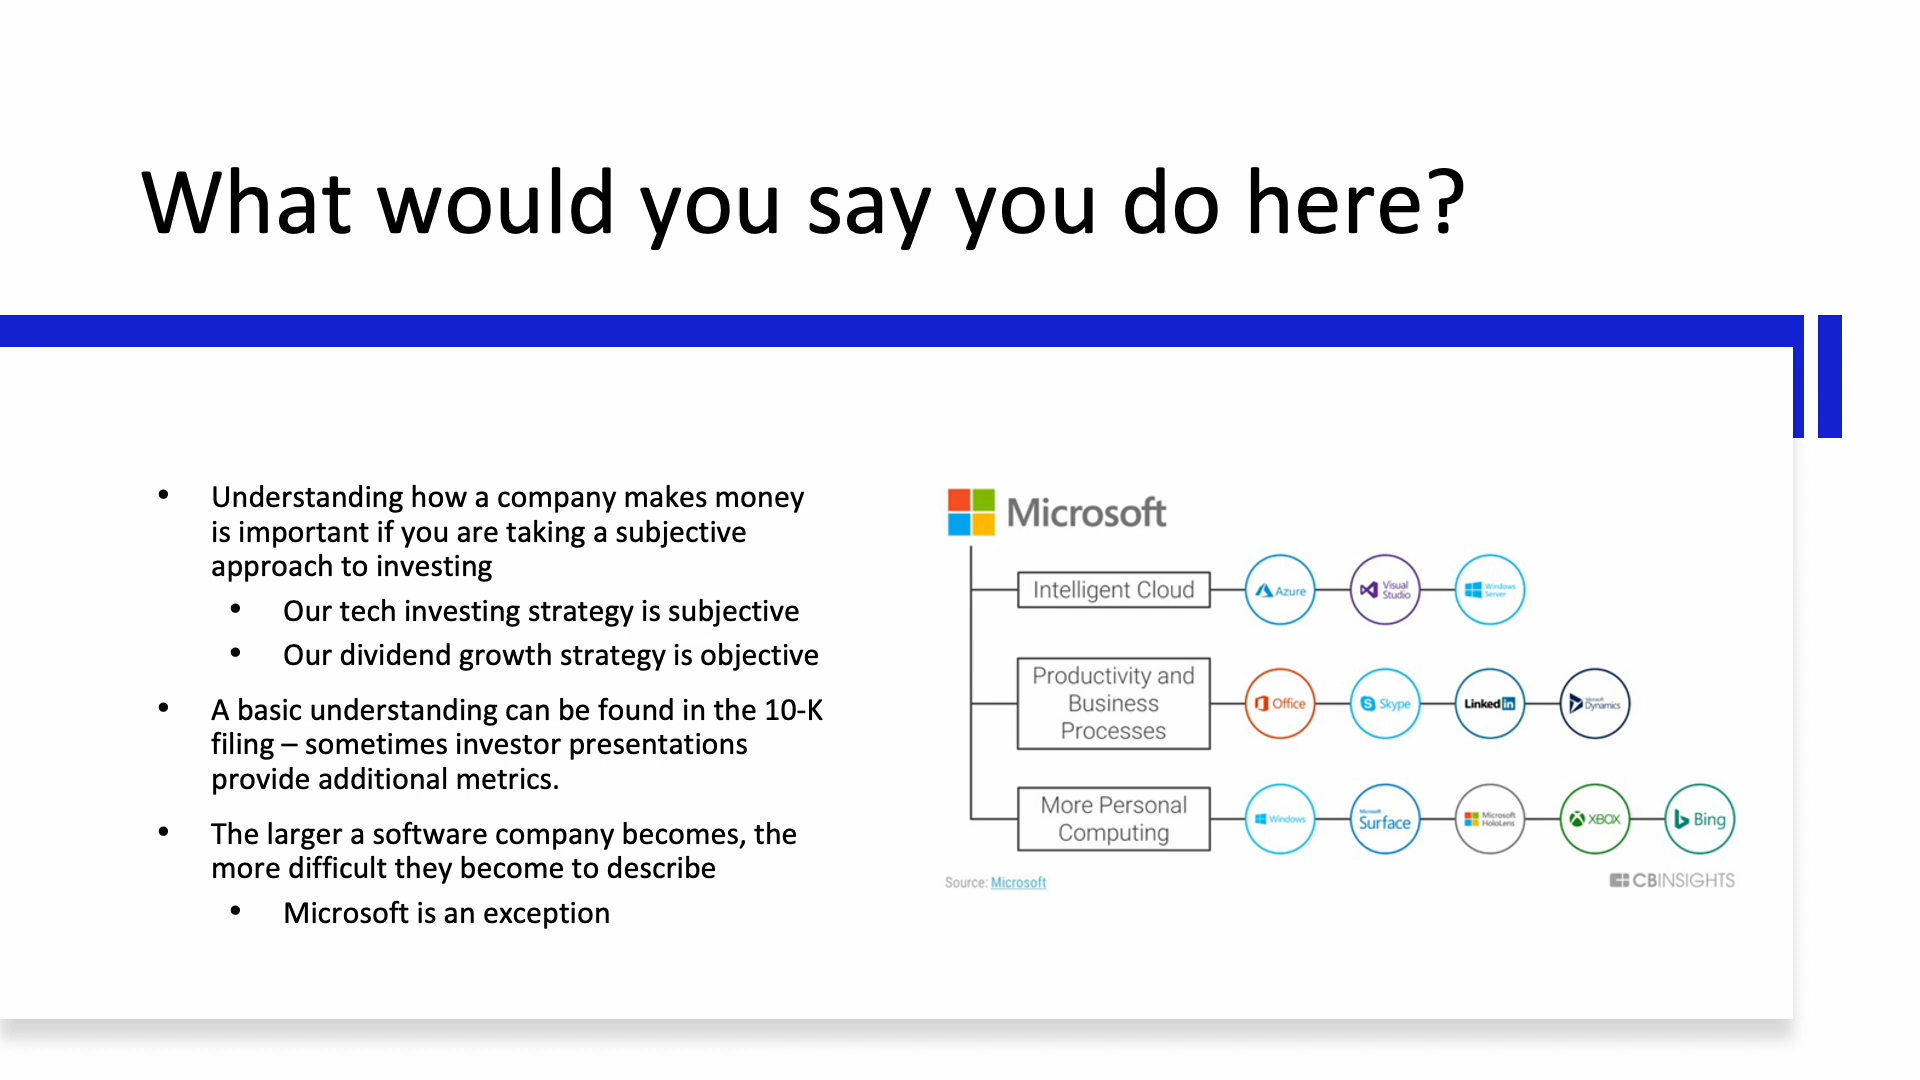 What would you say you do here?
• Understanding how a company makes money
is important if you are taking a subjective
approach to investing
• Our tech investing strategy is subjective
• Our dividend growth strategy is objective
• A basic understanding can be found in the 10-K
filing – sometimes investor presentations
provide additional metrics.
• The larger a software company becomes, the
more difficult they become to describe
• Microsoft is an exception
Microsoft
Intelligent Cloud
Azure
Visual
Studio
Windows
Server
Productivity and
Business
Processes
Office
Skype
Linked in
Microsoft
Dynamics
More Personal
Computing
Windows
Microsoft
Surface
Microsoft
HoloLens
XBOX
Bing
Source: Microsoft
CBINSIGHTS